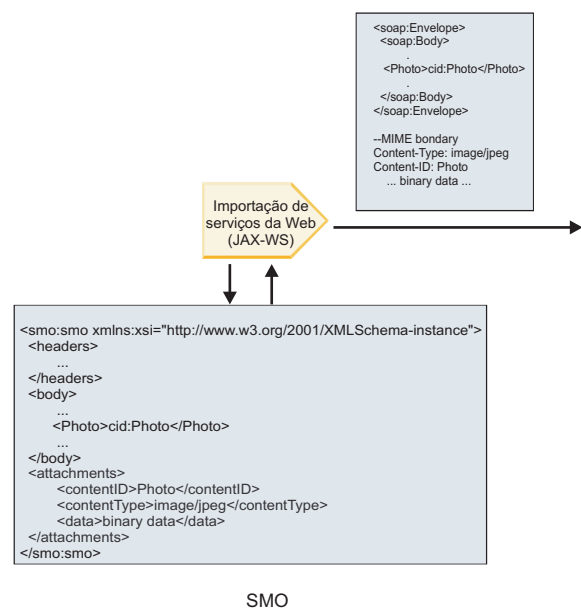 <soap:Envelope>
<soap:Body>
.
<Photo>cid:Photo</Photo>
.
</soap:Body>
</soap:Envelope>
--MIME bondary
Content-Type: image/jpeg
Content-ID: Photo
... binary data ...
Importação de
serviços da Web
(JAX-WS)
<smo:smo xmlns:xsi="http://www.w3.org/2001/XMLSchema-instance">
<headers>
...
</headers>
<body>
...
<Photo>cid:Photo</Photo>
...
</body>
<attachments>
<contentID>Photo</contentID>
<contentType>image/jpeg</contentType>
<data>binary data</data>
</attachments>
</smo:smo>
SMO